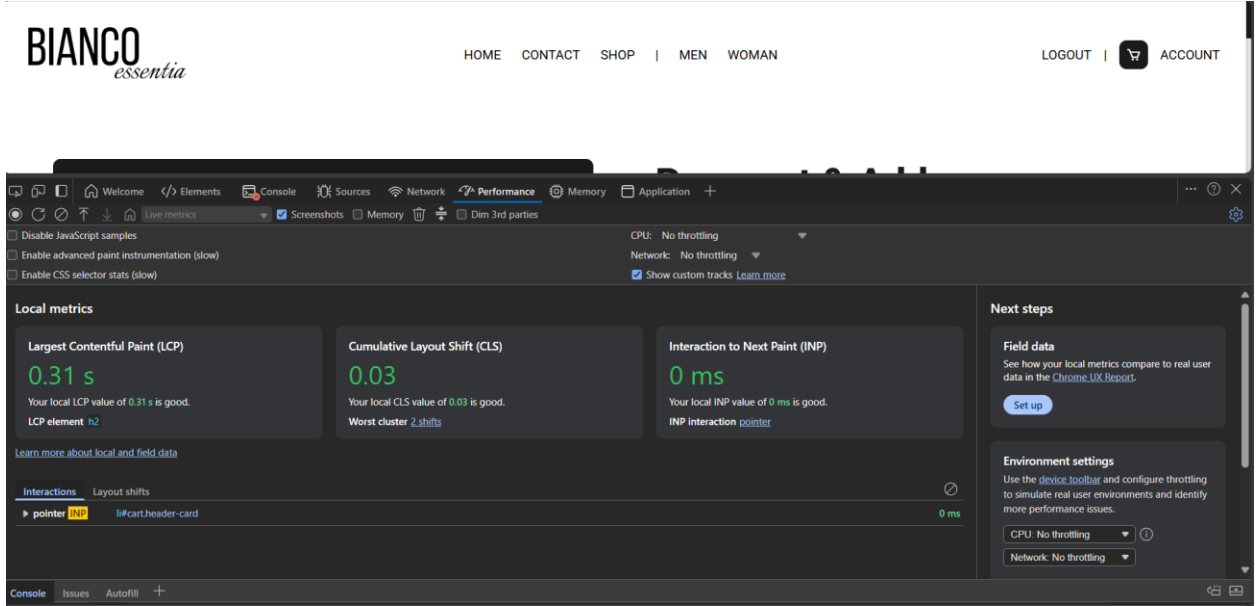 BIANCO
essentia
HOME CONTACT SHOP | MEN WOMAN
LOGOUT | ACCOUNT
Welcome Elements Console Sources Network Performance Memory Application
Live metrics Screenshots Memory Dim 3rd parties
Disable JavaScript samples
CPU: No throttling
Enable advanced paint instrumentation (slow)
Network: No throttling
Enable CSS selector stats (slow)
Show custom tracks Learn more
Local metrics
Largest Contentful Paint (LCP)
0.31 s
Your local LCP value of 0.31 s is good.
LCP element h2
Cumulative Layout Shift (CLS)
0.03
Your local CLS value of 0.03 is good.
Worst cluster 2 shifts
Interaction to Next Paint (INP)
0 ms
Your local INP value of 0 ms is good.
INP interaction pointer
Learn more about local and field data
Interactions Layout shifts
pointer INP li#cart.header-card 0 ms
Next steps
Field data
See how your local metrics compare to real user
data in the Chrome UX Report.
Set up
Environment settings
Use the device toolbar and configure throttling
to simulate real user environments and identify
more performance issues.
CPU: No throttling
Network: No throttling
Console Issues Autofill